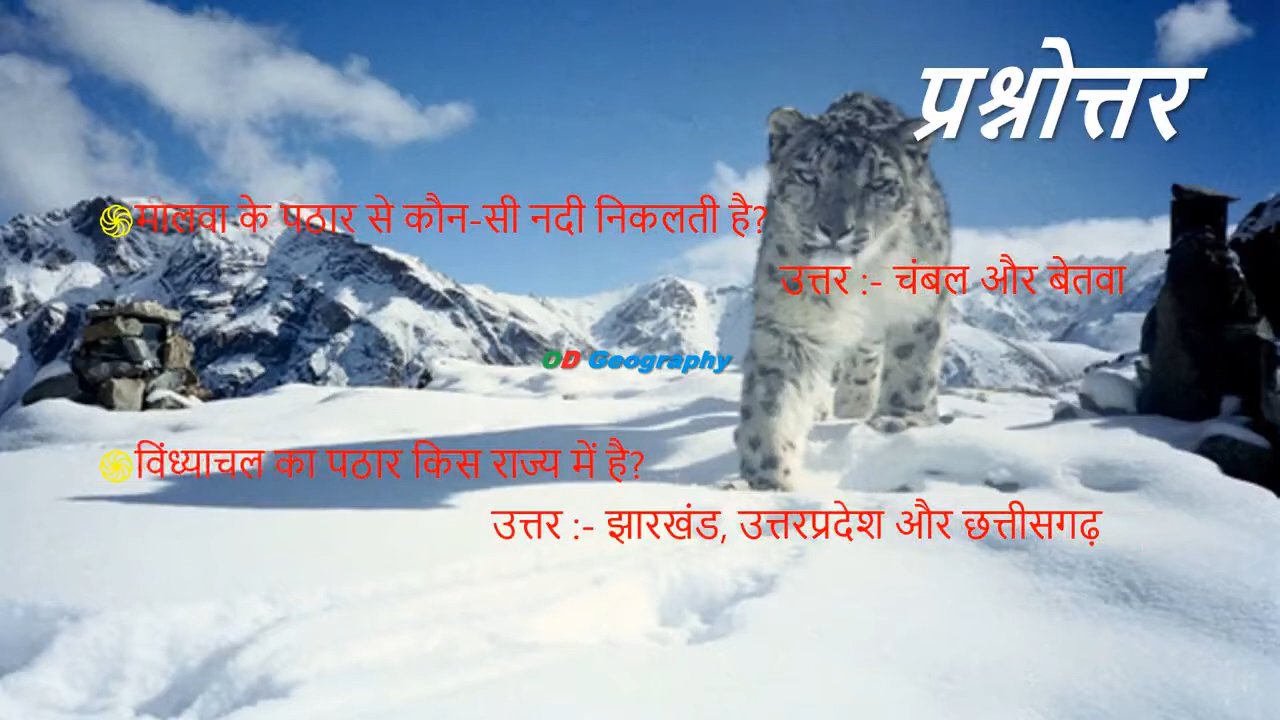 प्रश्नोत्तर
֍मालवा के पठार से कौन-सी नदी निकलती है?
उत्तर :- चंबल और बेतवा
OD Geography
֍विंध्याचल का पठार किस राज्य में है?
उत्तर :- झारखंड, उत्तरप्रदेश और छत्तीसगढ़